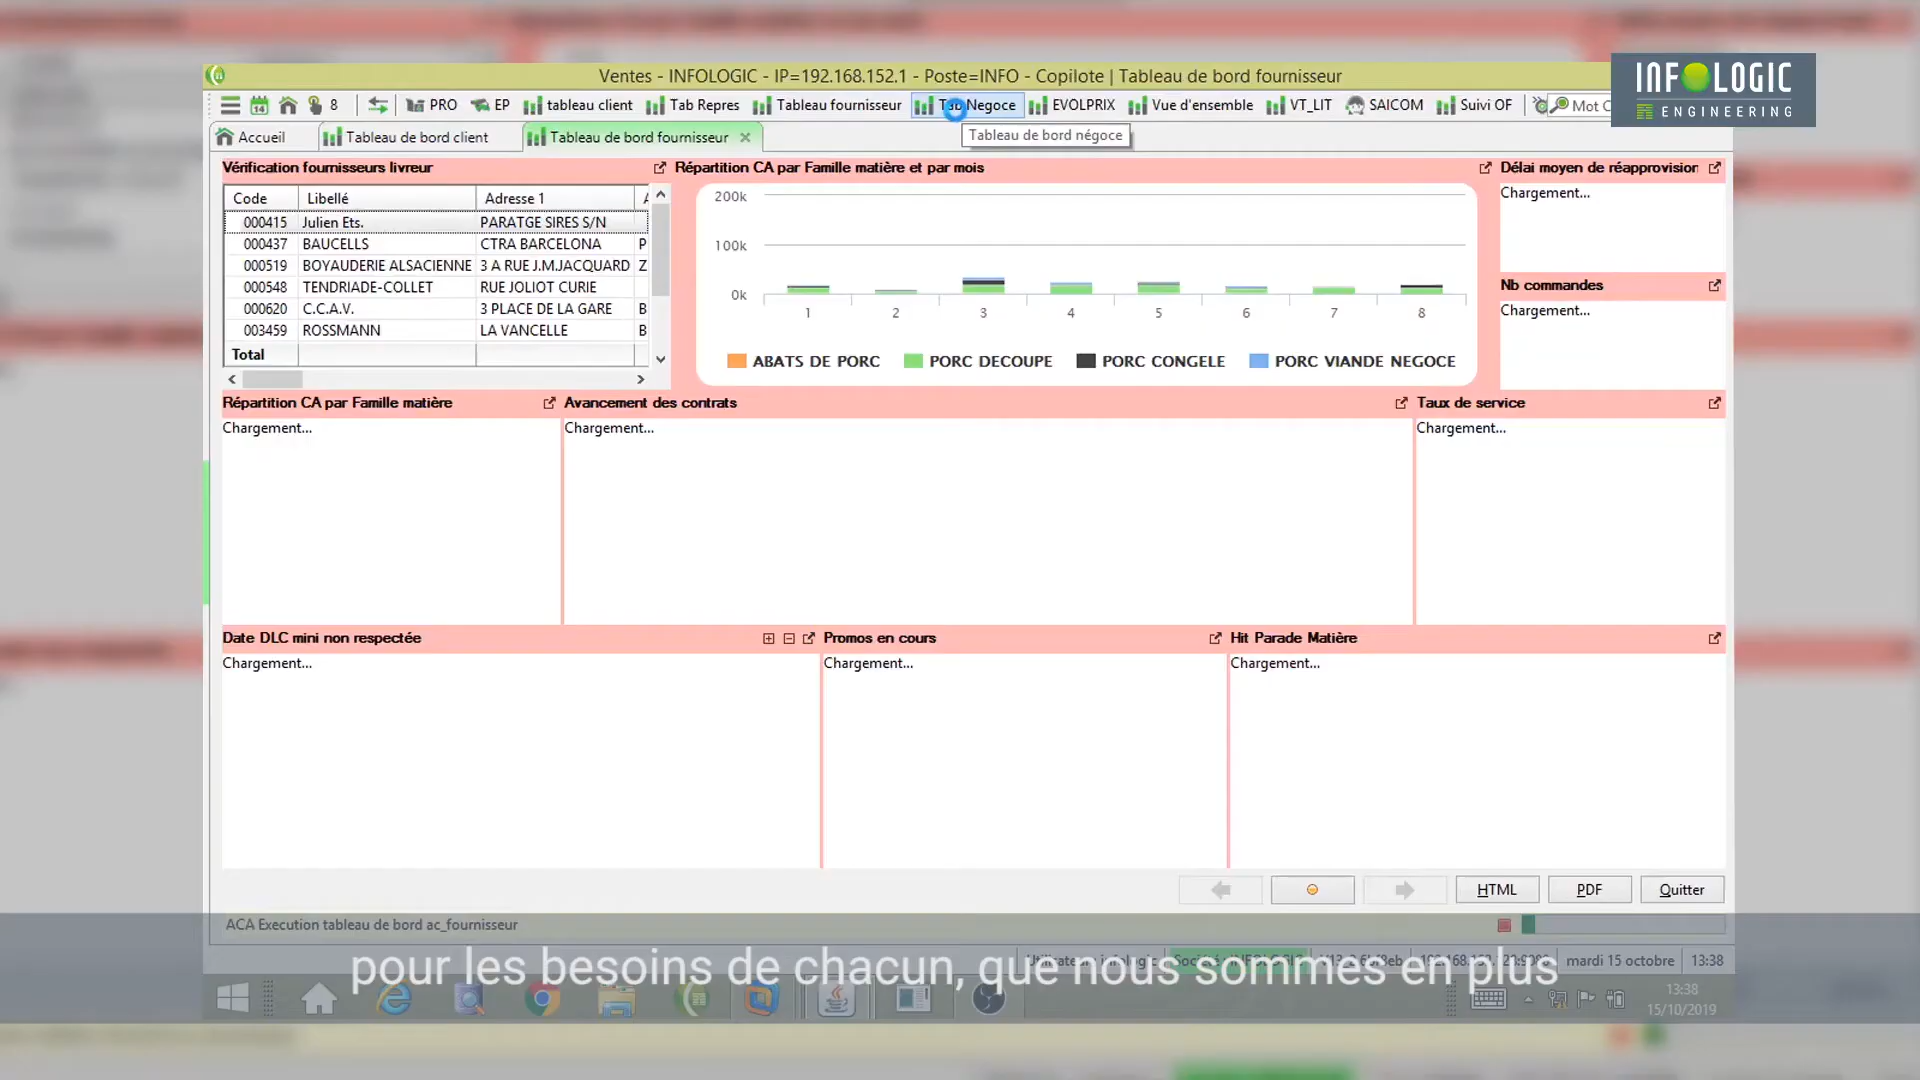 Ventes - INFOLOGIC - IP=192.168.152.1 - Poste=INFO - Copilote | Tableau de bord fournisseur
INFOLOGIC
ENGINEERING
14 8 PRO EP tableau client Tab Repres Tableau fournisseur Tab Negoce EVOLPRIX Vue d'ensemble VT_LIT SAICOM Suivi OF Mot C
Accueil Tableau de bord client Tableau de bord fournisseur
Tableau de bord négoce
Vérification fournisseurs livreur
Code Libellé Adresse 1
000415 Julien Ets. PARATGE SIRES S/N
000437 BAUCELLS CTRA BARCELONA P
000519 BOYAUDERIE ALSACIENNE 3 A RUE J.M.JACQUARD Z
000548 TENDRIADE-COLLET RUE JOLIOT CURIE
000620 C.C.A.V. 3 PLACE DE LA GARE B
003459 ROSSMANN LA VANCELLE B
Total
Répartition CA par Famille matière et par mois
200k
100k
0k
1 2 3 4 5 6 7 8
ABATS DE PORC PORC DECOUPE PORC CONGELE PORC VIANDE NEGOCE
Délai moyen de réapprovision
Chargement...
Nb commandes
Chargement...
Répartition CA par Famille matière
Chargement...
Avancement des contrats
Chargement...
Taux de service
Chargement...
Date DLC mini non respectée
Chargement...
Promos en cours
Chargement...
Hit Parade Matière
Chargement...
HTML PDF Quitter
ACA Execution tableau de bord ac_fournisseur
mardi 15 octobre 13:38
pour les besoins de chacun, que nous sommes en plus
13:38
15/10/2019